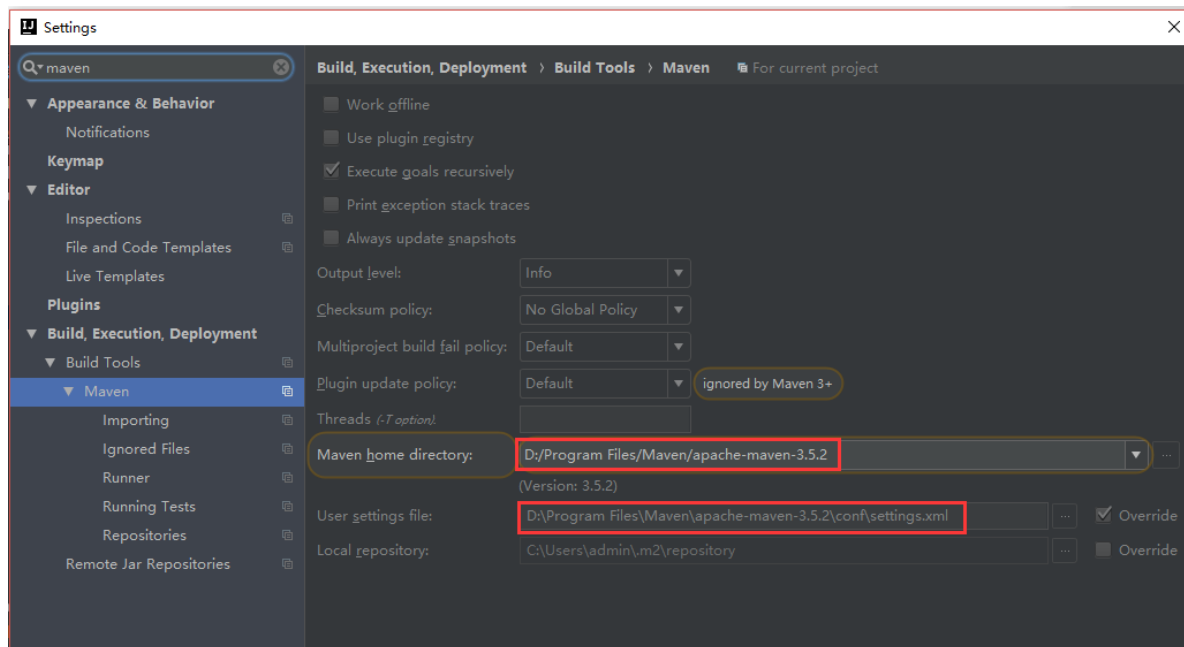 Settings
maven
Appearance & Behavior
Notifications
Keymap
Editor
Inspections
File and Code Templates
Live Templates
Plugins
Build, Execution, Deployment
Build Tools
Maven
Importing
Ignored Files
Runner
Running Tests
Repositories
Remote Jar Repositories
Build, Execution, Deployment › Build Tools › Maven For current project
Work offline
Use plugin registry
Execute goals recursively
Print exception stack traces
Always update snapshots
Output level: Info
Checksum policy: No Global Policy
Multiproject build fail policy: Default
Plugin update policy: Default ignored by Maven 3+
Threads (-T option).
Maven home directory: D:/Program Files/Maven/apache-maven-3.5.2 ...
(Version: 3.5.2)
User settings file: D:\Program Files\Maven\apache-maven-3.5.2\conf\settings.xml ... Override
Local repository: C:\Users\admin\.m2\repository ... Override